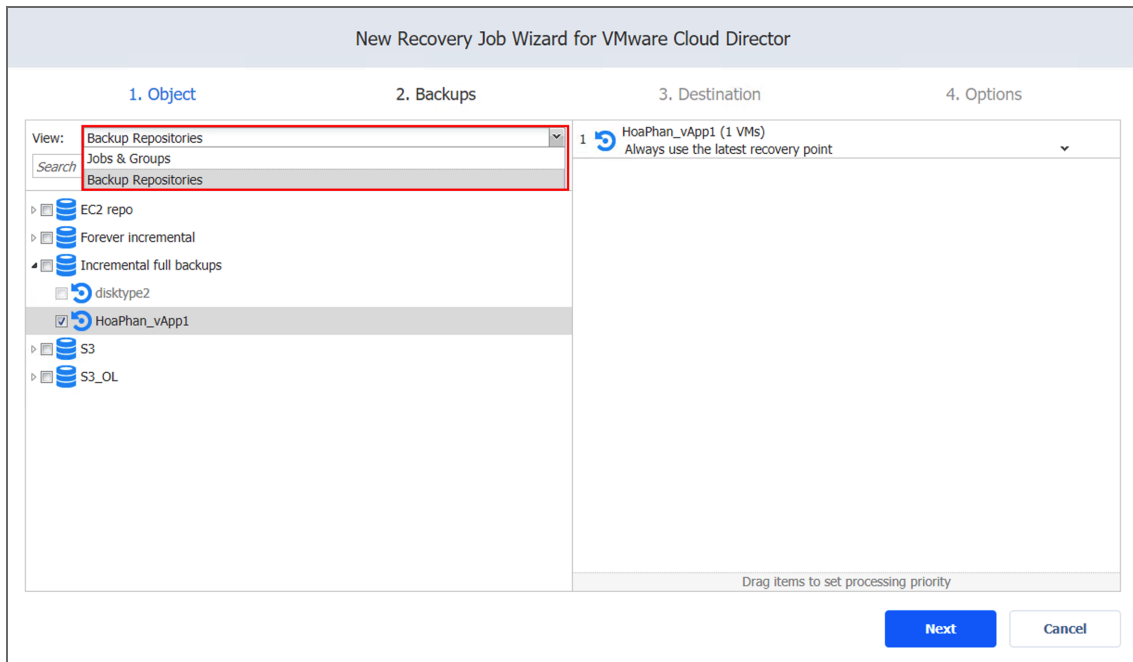 New Recovery Job Wizard for VMware Cloud Director
1. Object
2. Backups
3. Destination
4. Options
View:
Backup Repositories
Jobs & Groups
Backup Repositories
Search
EC2 repo
Forever incremental
Incremental full backups
disktype2
HoaPhan_vApp1
S3
S3_OL
1
HoaPhan_vApp1 (1 VMs)
Always use the latest recovery point
Drag items to set processing priority
Next
Cancel